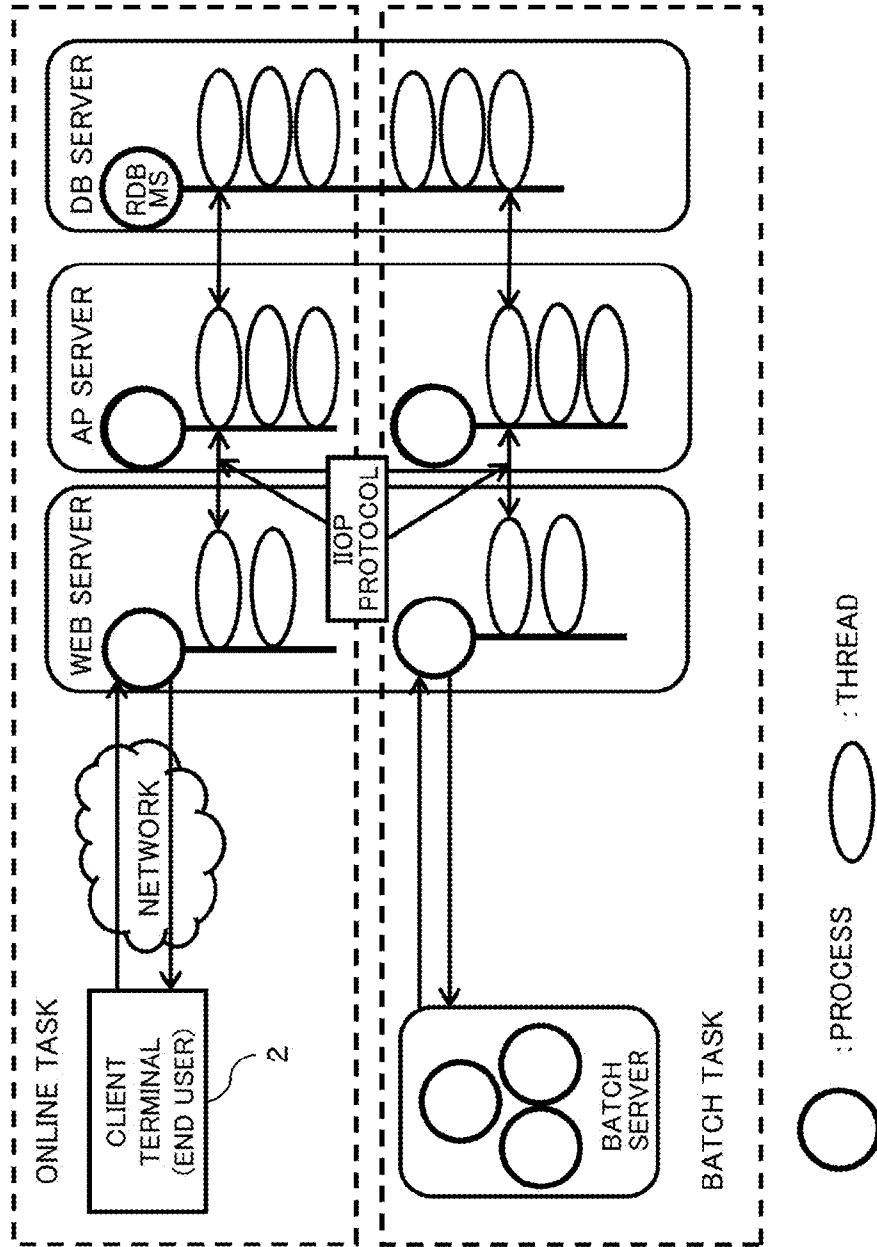 ONLINE TASK
CLIENT
TERMINAL
(END USER)
2
NETWORK
WEB SERVER
AP SERVER
DB SERVER
RDB
MS
IIOP
PROTOCOL
BATCH
SERVER
BATCH TASK
:PROCESS
:THREAD